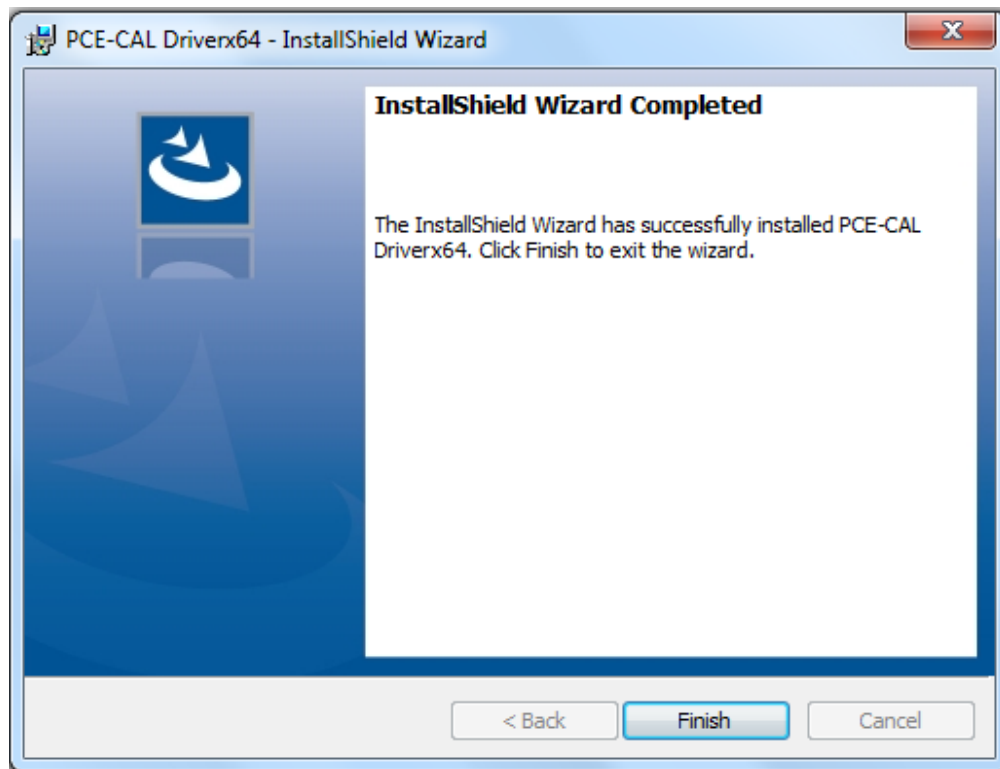 PCE-CAL Driverx64 - InstallShield Wizard
InstallShield Wizard Completed
The InstallShield Wizard has successfully installed PCE-CAL
Driverx64. Click Finish to exit the wizard.
< Back
Finish
Cancel